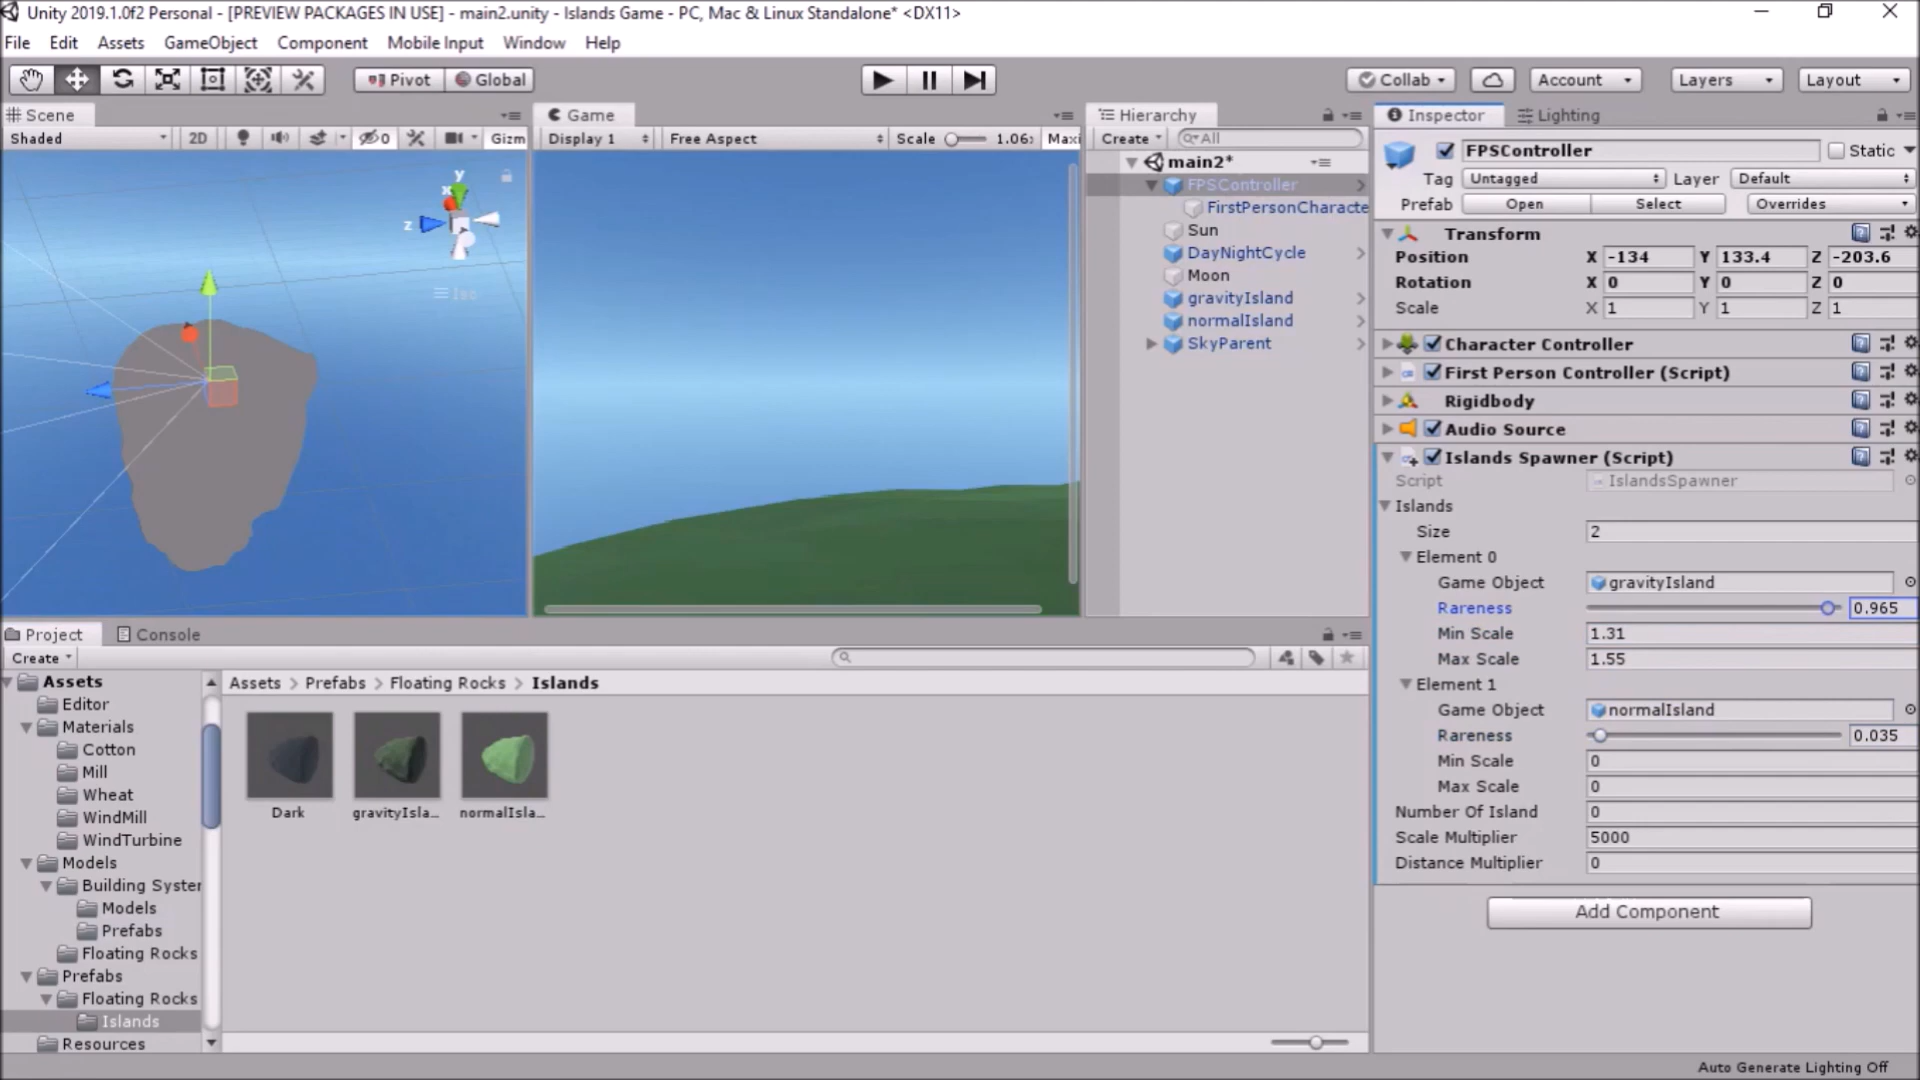 Unity 2019.1.0f2 Personal - [PREVIEW PACKAGES IN USE] - main2.unity - Islands Game - PC, Mac & Linux Standalone* <DX11>
File Edit Assets GameObject Component Mobile Input Window Help
Pivot Global Collab Account Layers Layout
Scene
Shaded 2D 0 Gizm
y
x
z
Iso
Game
Display 1 Free Aspect Scale 1.06 Maxi
Hierarchy
Create All
main2*
FPSController
FirstPersonCharacte
Sun
DayNightCycle
Moon
gravityIsland
normalIsland
SkyParent
Inspector Lighting
FPSController Static
Tag Untagged Layer Default
Prefab Open Select Overrides
Transform
Position X -134 Y 133.4 Z -203.6
Rotation X 0 Y 0 Z 0
Scale X 1 Y 1 Z 1
Character Controller
First Person Controller (Script)
Rigidbody
Audio Source
Islands Spawner (Script)
Script IslandsSpawner
Islands
Size 2
Element 0
Game Object gravityIsland
Rareness 0.965
Min Scale 1.31
Max Scale 1.55
Element 1
Game Object normalIsland
Rareness 0.035
Min Scale 0
Max Scale 0
Number Of Island 0
Scale Multiplier 5000
Distance Multiplier 0
Add Component
Project Console
Create
Assets
Editor
Materials
Cotton
Mill
Wheat
WindMill
WindTurbine
Models
Building Syster
Models
Prefabs
Floating Rocks
Prefabs
Floating Rocks
Islands
Resources
Assets > Prefabs > Floating Rocks > Islands
Dark gravityIsla... normalIsla...
Auto Generate Lighting Off